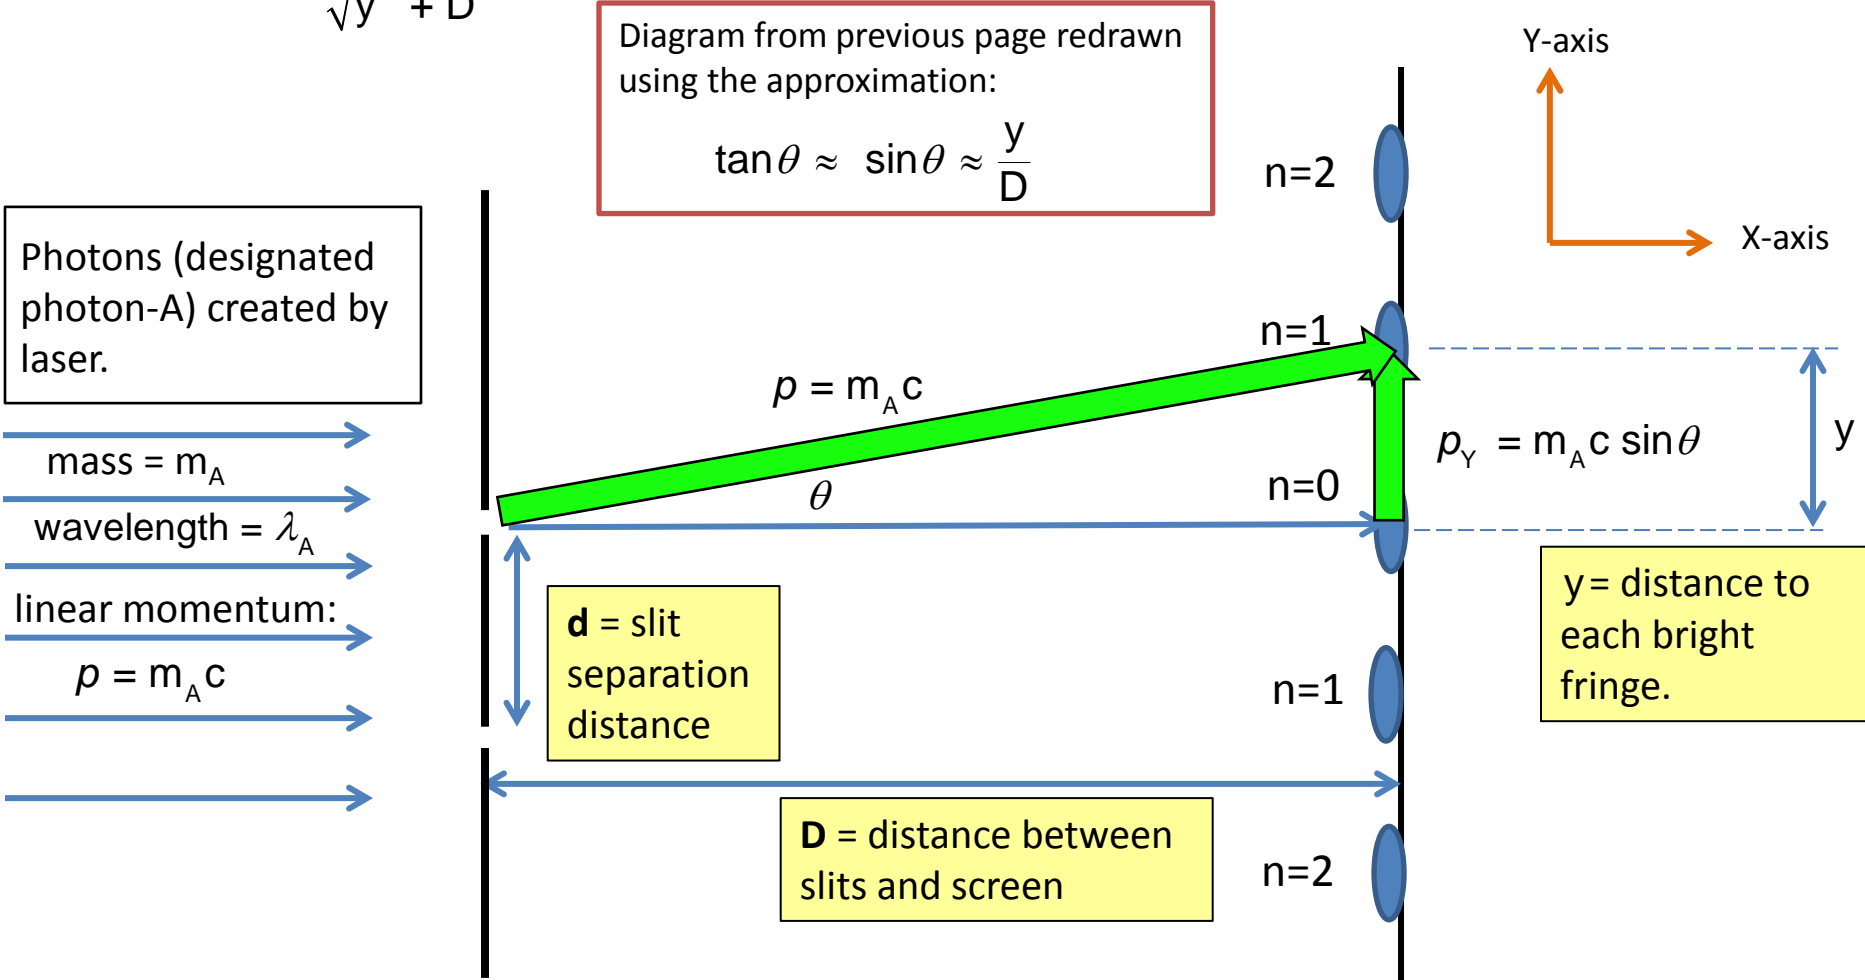 √y + D
Diagram from previous page redrawn
using the approximation:
tanθ ≈ sinθ ≈ y/D
Y-axis
X-axis
n=2
Photons (designated
photon-A) created by
laser.
n=1
p = m_A c
mass = m_A
p_Y = m_A c sinθ
y
n=0
θ
wavelength = λ_A
linear momentum:
p = m_A c
d = slit
separation
distance
y = distance to
each bright
fringe.
n=1
D = distance between
slits and screen
n=2